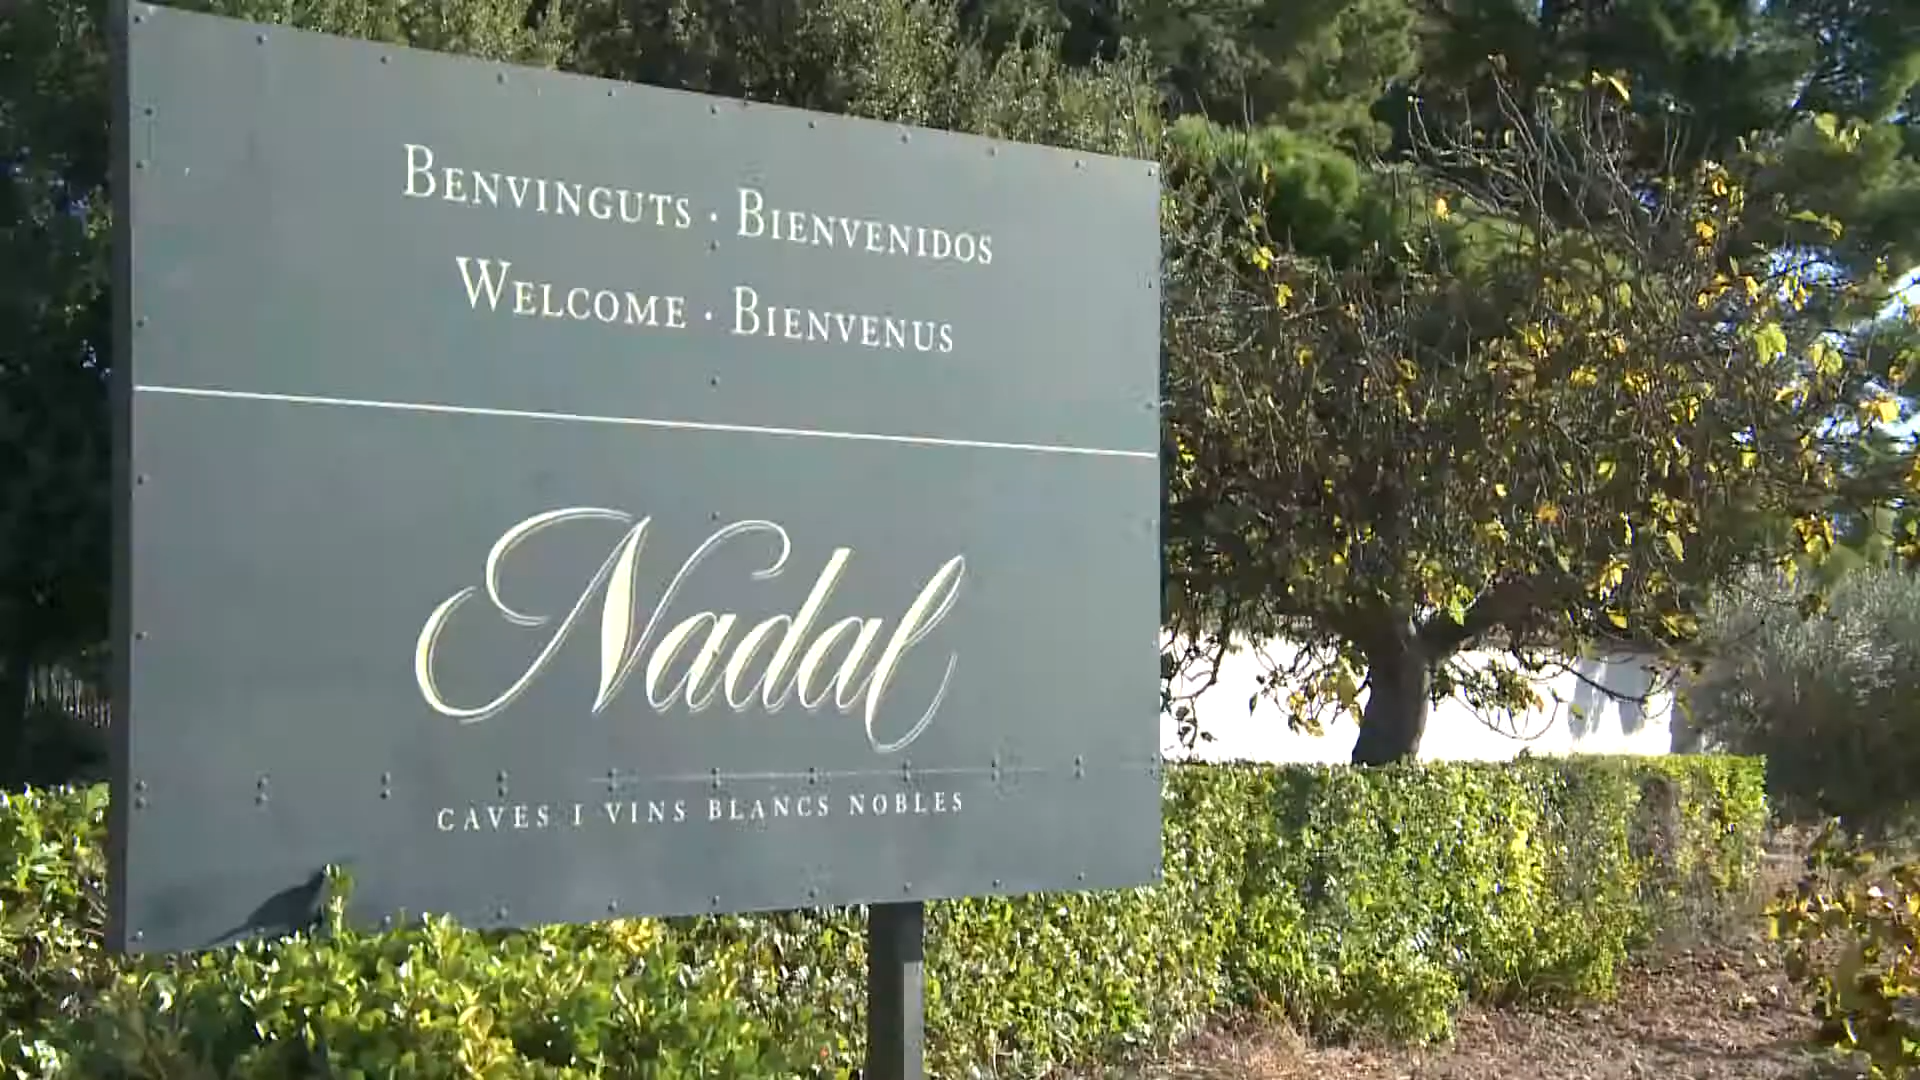 BENVINGUTS · BIENVENIDOS
WELCOME · BIENVENUS
Nadal
CAVES I VINS BLANCS NOBLES